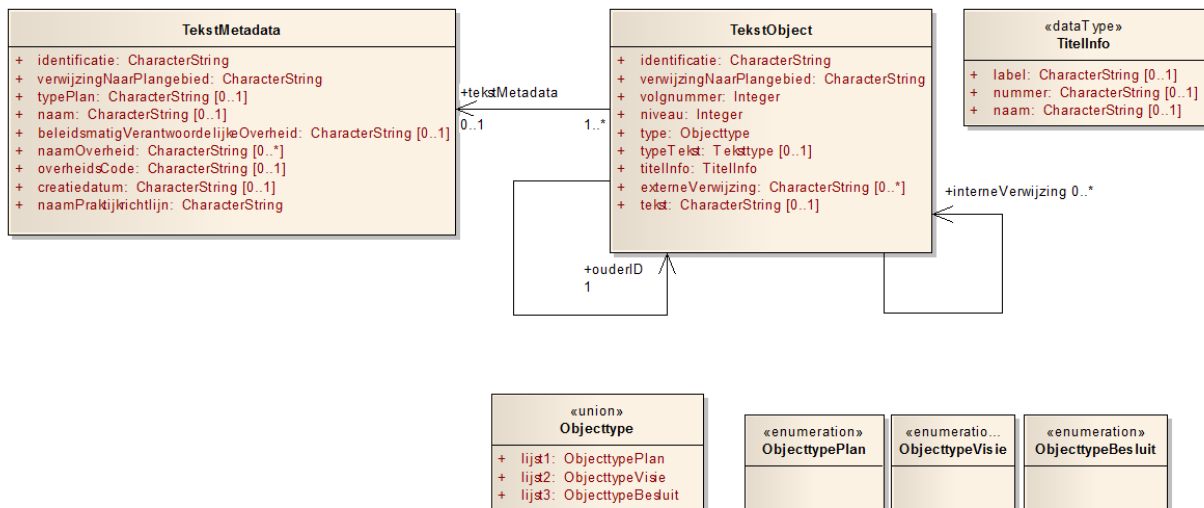 TekstMetadata
+ identificatie: CharacterString
+ verwijzingNaarPlangebied: CharacterString
+ typePlan: CharacterString [0..1]
+ naam: CharacterString [0..1]
+ beleidsmatigVerantwoordelijkeOverheid: CharacterString [0..1]
+ naamOverheid: CharacterString [0..*]
+ overheidsCode: CharacterString [0..1]
+ creatiedatum: CharacterString [0..1]
+ naamPraktijkrichtlijn: CharacterString
+tekstMetadata
0..1
1..*
TekstObject
+ identificatie: CharacterString
+ verwijzingNaarPlangebied: CharacterString
+ volgnummer: Integer
+ niveau: Integer
+ type: Objecttype
+ typeTekst: Teksttype [0..1]
+ titelInfo: TitelInfo
+ externeVerwijzing: CharacterString [0..*]
+ tekst: CharacterString [0..1]
«dataType»
TitelInfo
+ label: CharacterString [0..1]
+ nummer: CharacterString [0..1]
+ naam: CharacterString [0..1]
+interneVerwijzing 0..*
+ouderID
1
«union»
Objecttype
+ lijst1: ObjecttypePlan
+ lijst2: ObjecttypeVisie
+ lijst3: ObjecttypeBesluit
«enumeration»
ObjecttypePlan
«enumeratio...
ObjecttypeVisie
«enumeration»
ObjecttypeBesluit